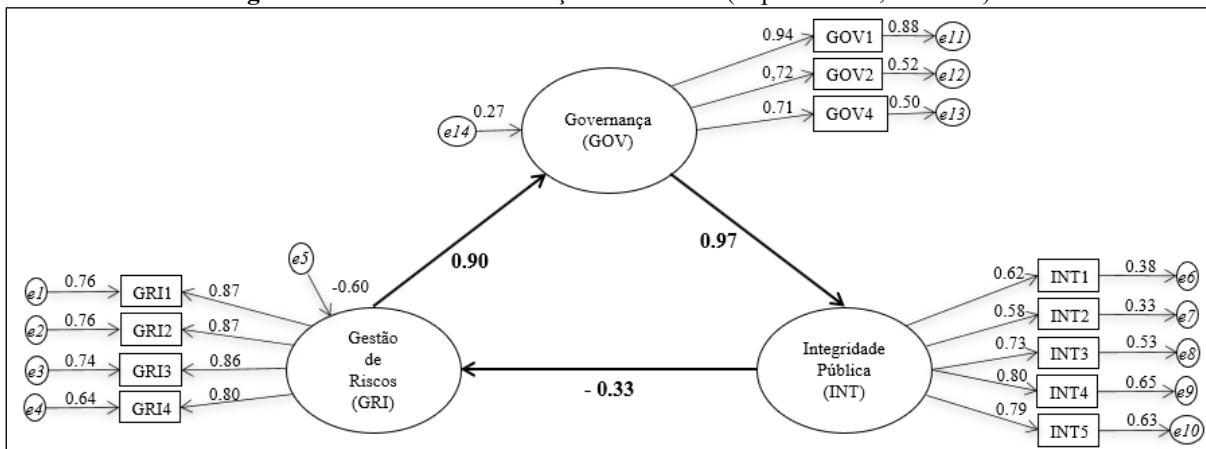 0.94 GOV1 0.88 e11
0,72 GOV2 0.52 e12
0.71 GOV4 0.50 e13
e14 0.27
Governança
(GOV)
0.90
0.97
- 0.33
e5 -0.60
e1 0.76 GRI1 0.87
e2 0.76 GRI2 0.87
e3 0.74 GRI3 0.86
e4 0.64 GRI4 0.80
Gestão
de
Riscos
(GRI)
Integridade
Pública
(INT)
0.62 INT1 0.38 e6
0.58 INT2 0.33 e7
0.73 INT3 0.53 e8
0.80 INT4 0.65 e9
0.79 INT5 0.63 e10